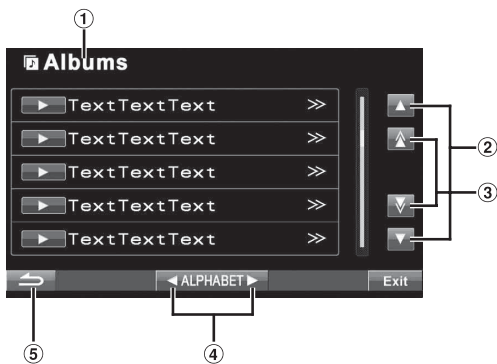 ①
Albums
TextTextText
TextTextText
TextTextText
TextTextText
TextTextText
②
③
◀ ALPHABET ▶
Exit
⑤
④